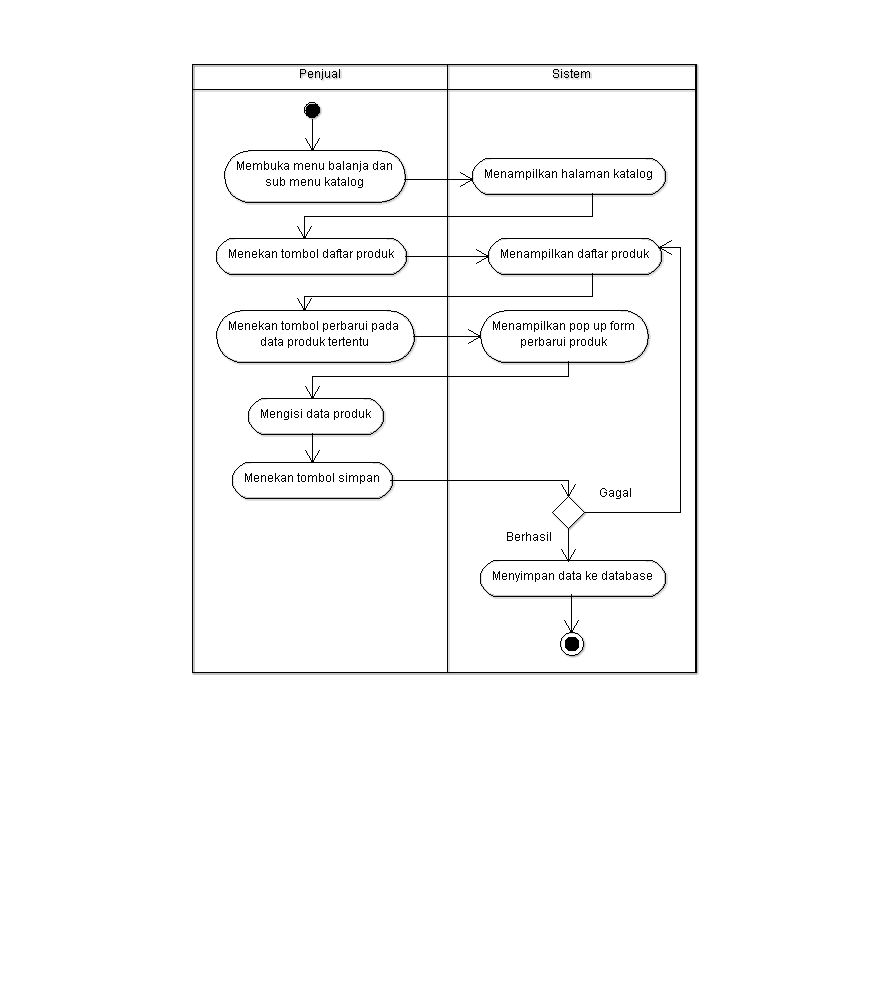 Penjual
Sistem
Membuka menu balanja dan
sub menu katalog
Menampilkan halaman katalog
Menekan tombol daftar produk
Menampilkan daftar produk
Menekan tombol perbarui pada
data produk tertentu
Menampilkan pop up form
perbarui produk
Mengisi data produk
Menekan tombol simpan
Gagal
Berhasil
Menyimpan data ke database